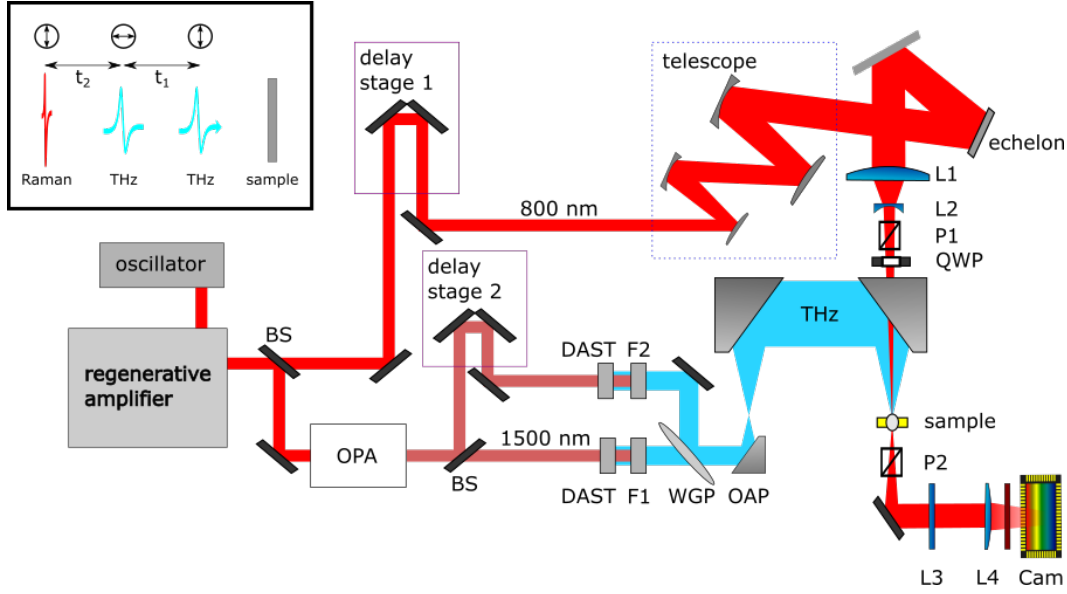 t₂
t₁
Raman
THz
THz
sample
delay
stage 1
telescope
echelon
L1
L2
P1
QWP
800 nm
oscillator
delay
stage 2
BS
THz
regenerative
amplifier
DAST
F2
sample
1500 nm
OPA
P2
BS
DAST
F1
WGP
OAP
L3
L4
Cam